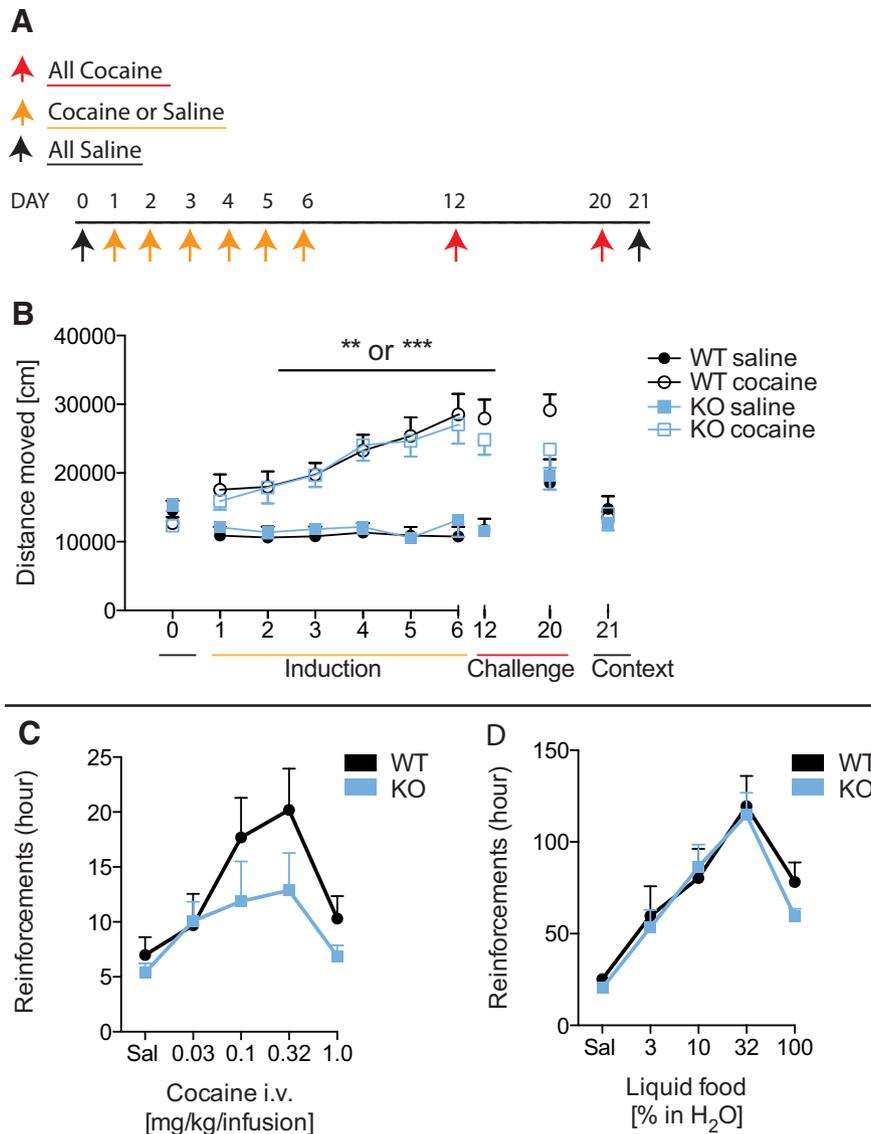 A
All Cocaine
Cocaine or Saline
All Saline
DAY 0 1 2 3 4 5 6 12 20 21
B
40000
30000
20000
10000
0
Distance moved [cm]
** or ***
WT saline
WT cocaine
KO saline
KO cocaine
0 1 2 3 4 5 6 12 20 21
Induction Challenge Context
C
25
20
15
10
5
0
Reinforcements (hour)
WT
KO
Sal 0.03 0.1 0.32 1.0
Cocaine i.v.
[mg/kg/infusion]
D
150
100
50
0
Reinforcements (hour)
WT
KO
Sal 3 10 32 100
Liquid food
[% in H2O]